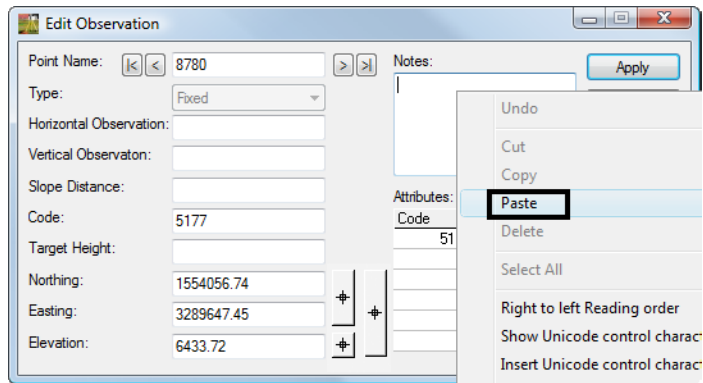 Edit Observation
Point Name:
|<
<
8780
>
>|
Notes:
Apply
Type:
Fixed
Horizontal Observation:
Vertical Observaton:
Slope Distance:
Code:
5177
Target Height:
Northing:
1554056.74
Easting:
3289647.45
Elevation:
6433.72
Attributes:
Code
51
Undo
Cut
Copy
Paste
Delete
Select All
Right to left Reading order
Show Unicode control charac
Insert Unicode control charac